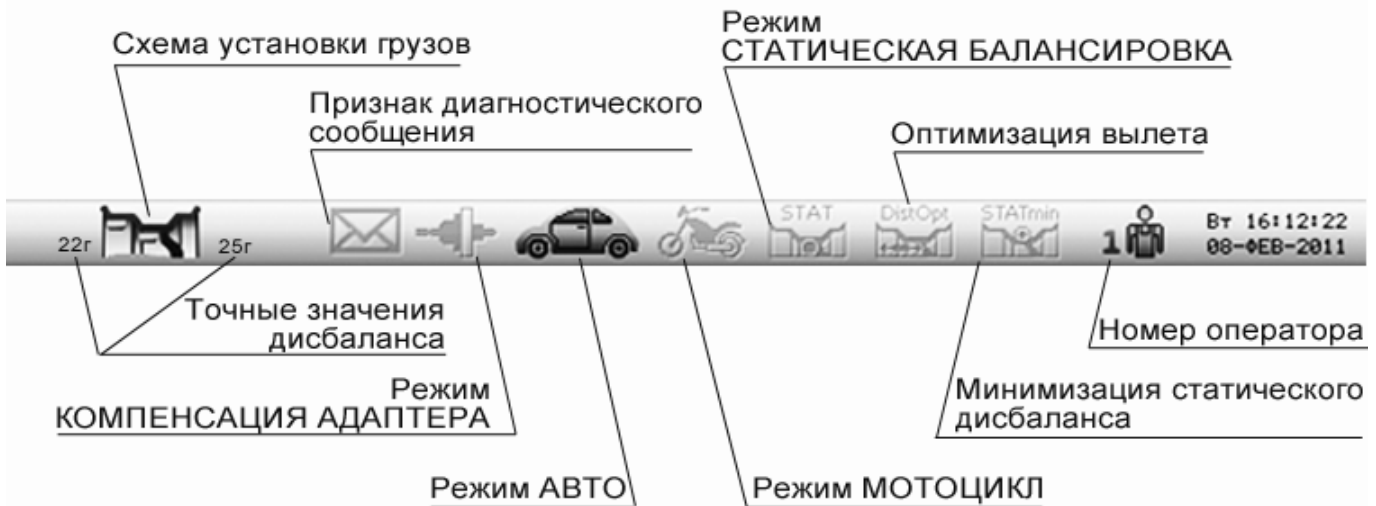 Схема установки грузов
Режим
СТАТИЧЕСКАЯ БАЛАНСИРОВКА
Признак диагностического
сообщения
Оптимизация вылета
22г
25г
STAT
DistOpt
STATmin
1
Вт 16:12:22
08-ФЕВ-2011
Точные значения
дисбаланса
Номер оператора
Режим
КОМПЕНСАЦИЯ АДАПТЕРА
Минимизация статического
дисбаланса
Режим АВТО
Режим МОТОЦИКЛ